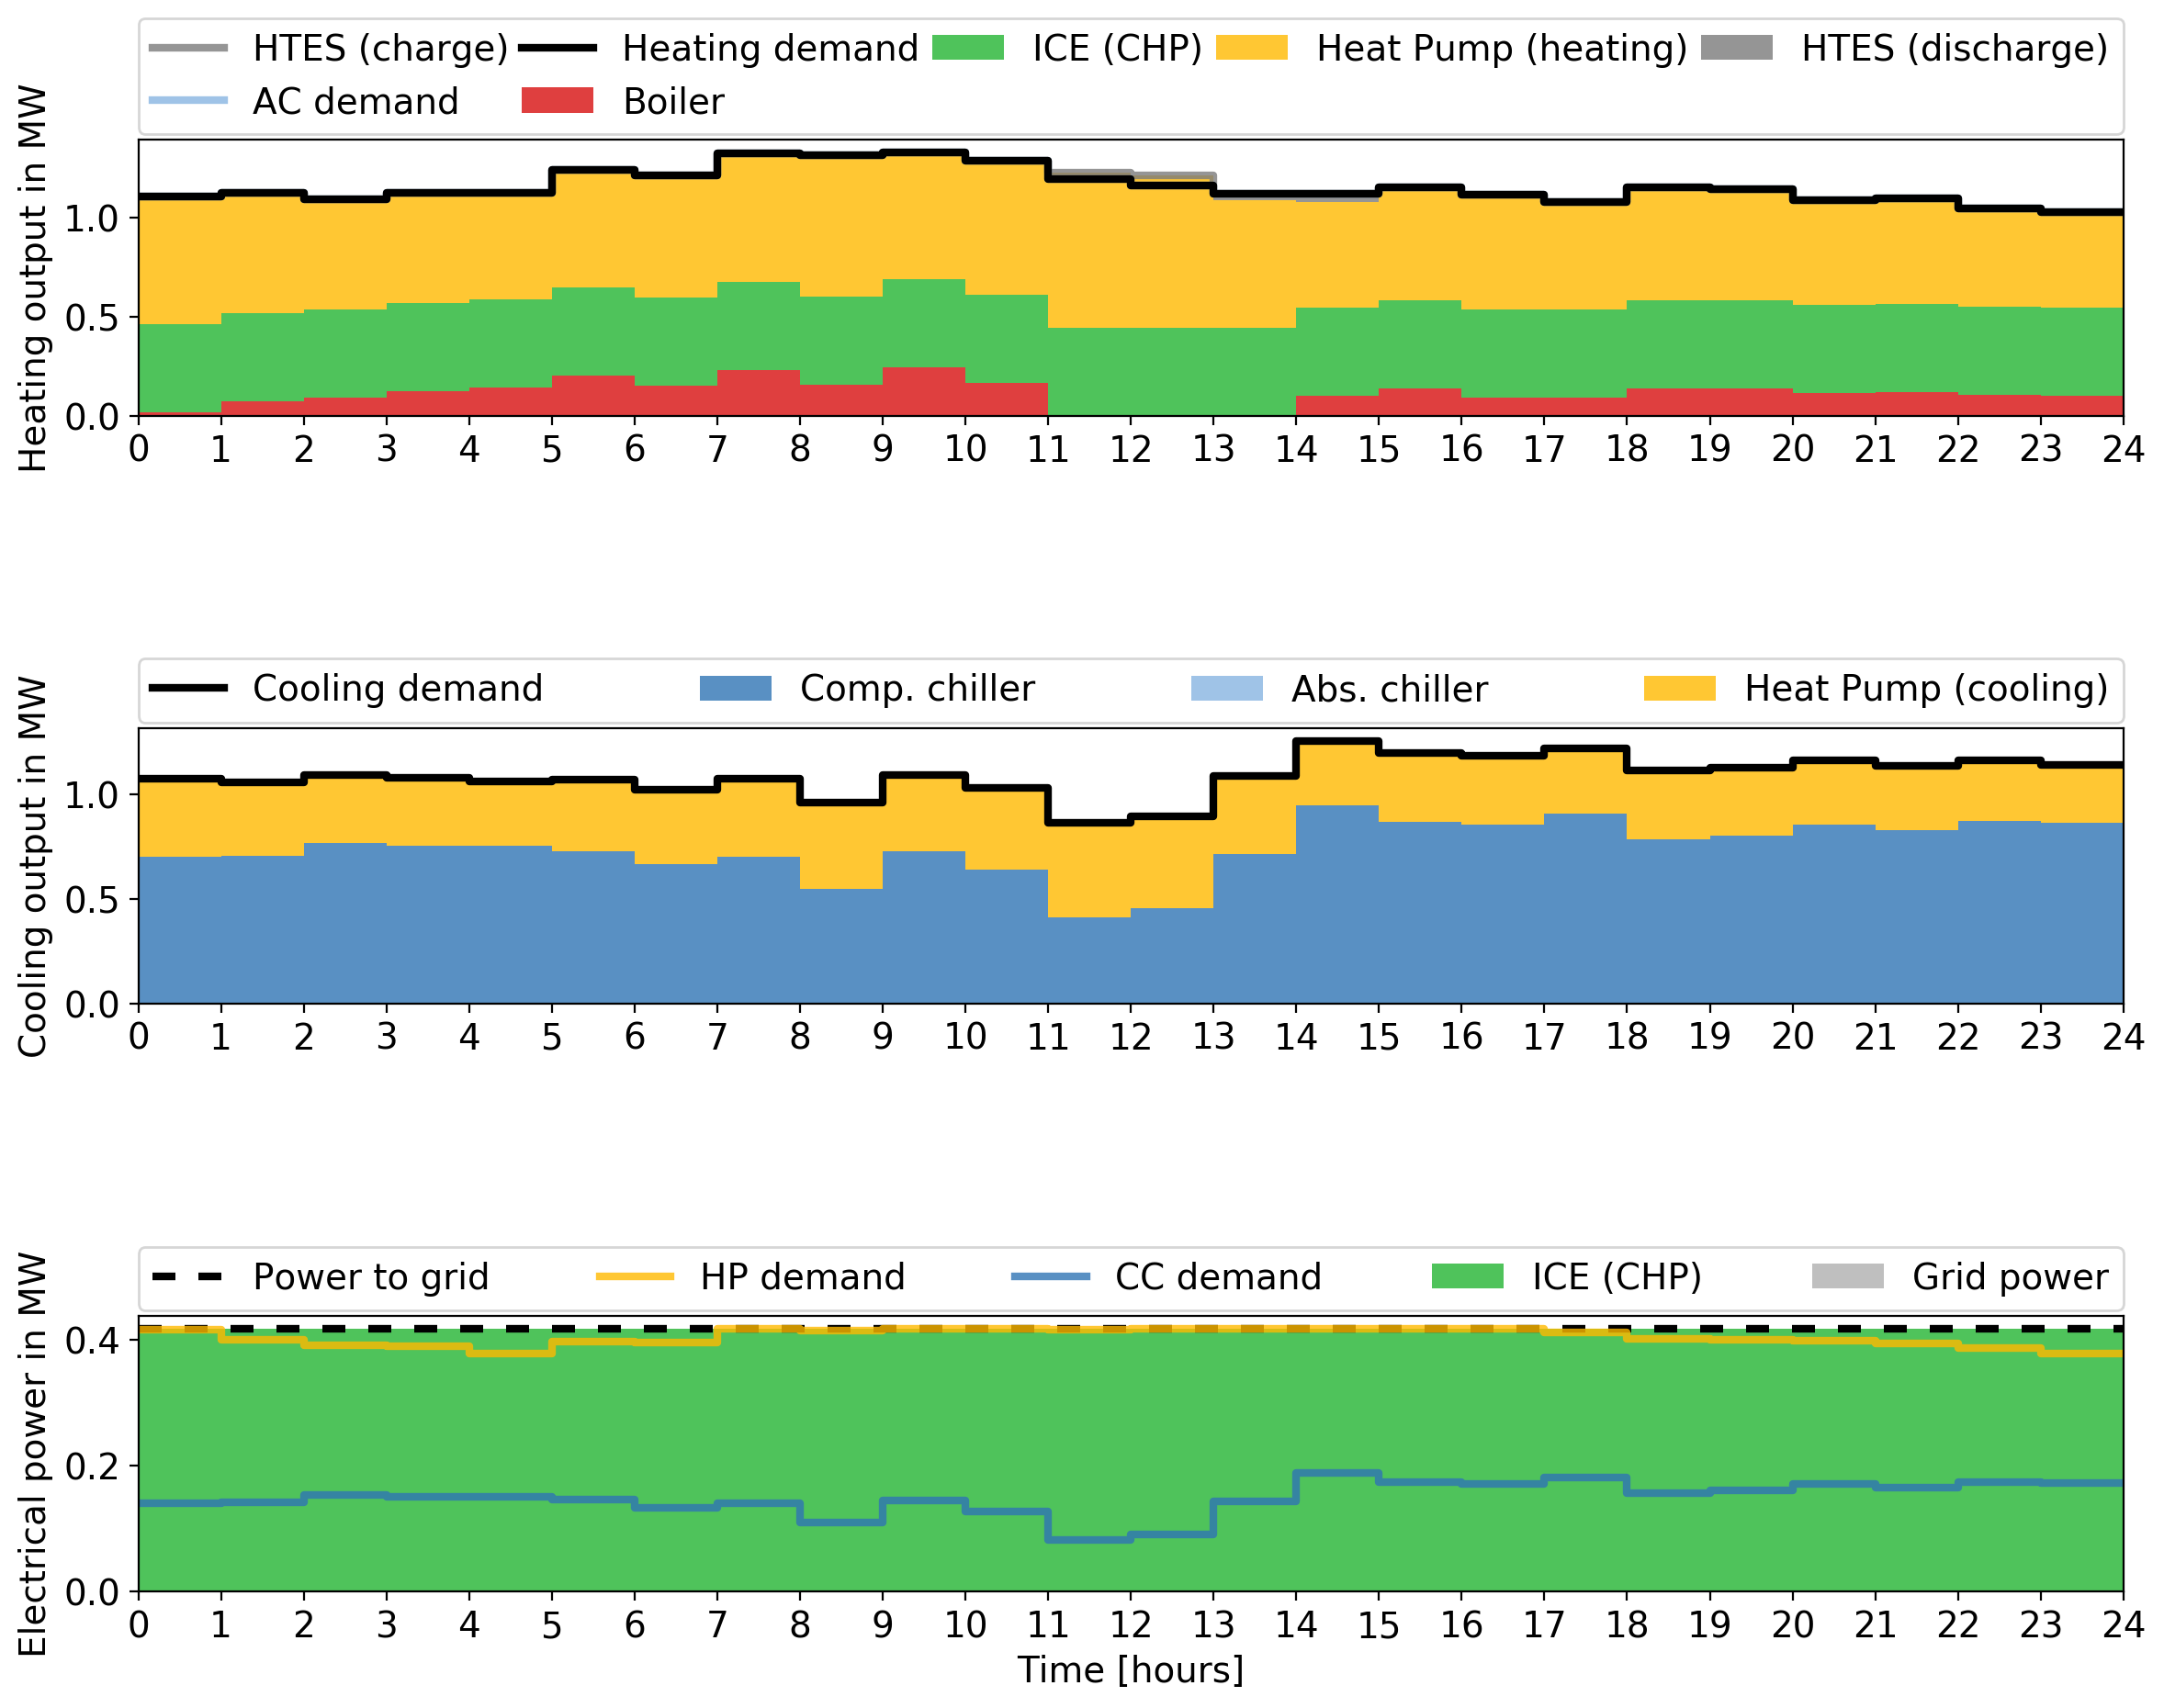 HTES (charge) Heating demand ICE (CHP) Heat Pump (heating) HTES (discharge)
AC demand Boiler
Heating output in MW
1.0
0.5
0.0
0 1 2 3 4 5 6 7 8 9 10 11 12 13 14 15 16 17 18 19 20 21 22 23 24
Cooling demand Comp. chiller Abs. chiller Heat Pump (cooling)
Cooling output in MW
1.0
0.5
0.0
0 1 2 3 4 5 6 7 8 9 10 11 12 13 14 15 16 17 18 19 20 21 22 23 24
Power to grid HP demand CC demand ICE (CHP) Grid power
Electrical power in MW
0.4
0.2
0.0
0 1 2 3 4 5 6 7 8 9 10 11 12 13 14 15 16 17 18 19 20 21 22 23 24
Time [hours]